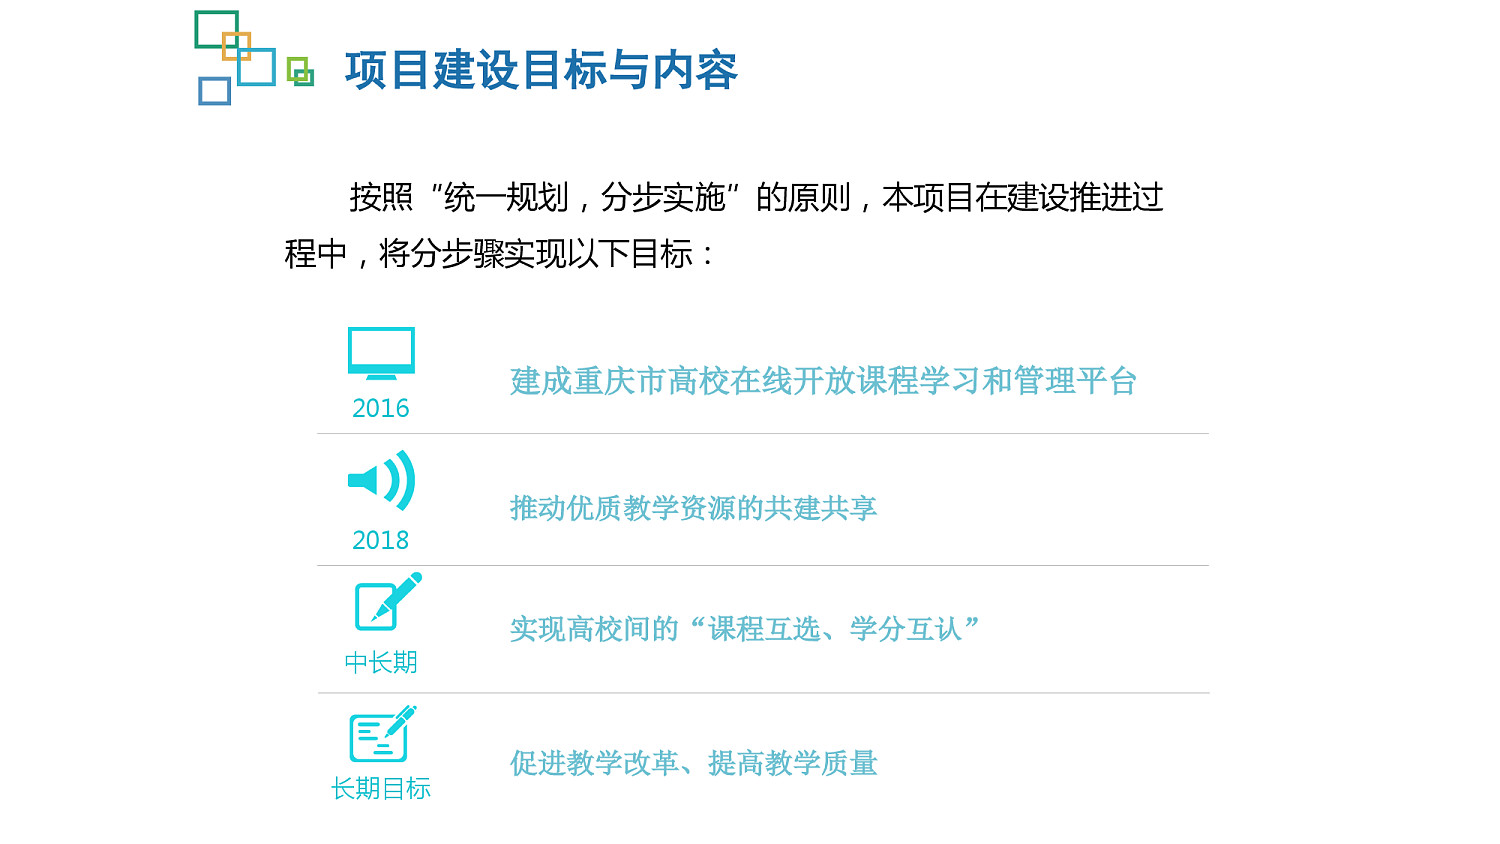 项目建设目标与内容
按照“统一规划，分步实施”的原则，本项目在建设推进过
程中，将分步骤实现以下目标：
建成重庆市高校在线开放课程学习和管理平台
2016
推动优质教学资源的共建共享
2018
实现高校间的“课程互选、学分互认”
中长期
促进教学改革、提高教学质量
长期目标